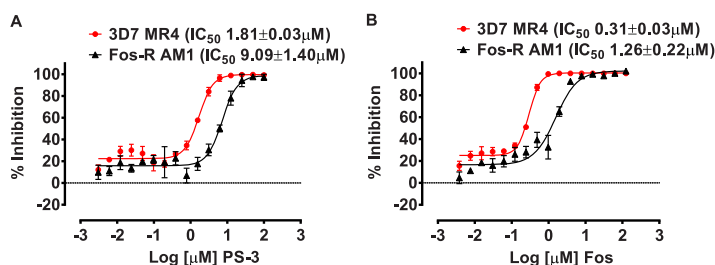 A
3D7 MR4 (IC50 1.81±0.03µM)
Fos-R AM1 (IC50 9.09±1.40µM)
% Inhibition
100
80
60
40
20
0
-20
-3 -2 -1 0 1 2 3
Log [µM] PS-3
B
3D7 MR4 (IC50 0.31±0.03µM)
Fos-R AM1 (IC50 1.26±0.22µM)
% Inhibition
100
80
60
40
20
0
-20
-3 -2 -1 0 1 2 3
Log [µM] Fos